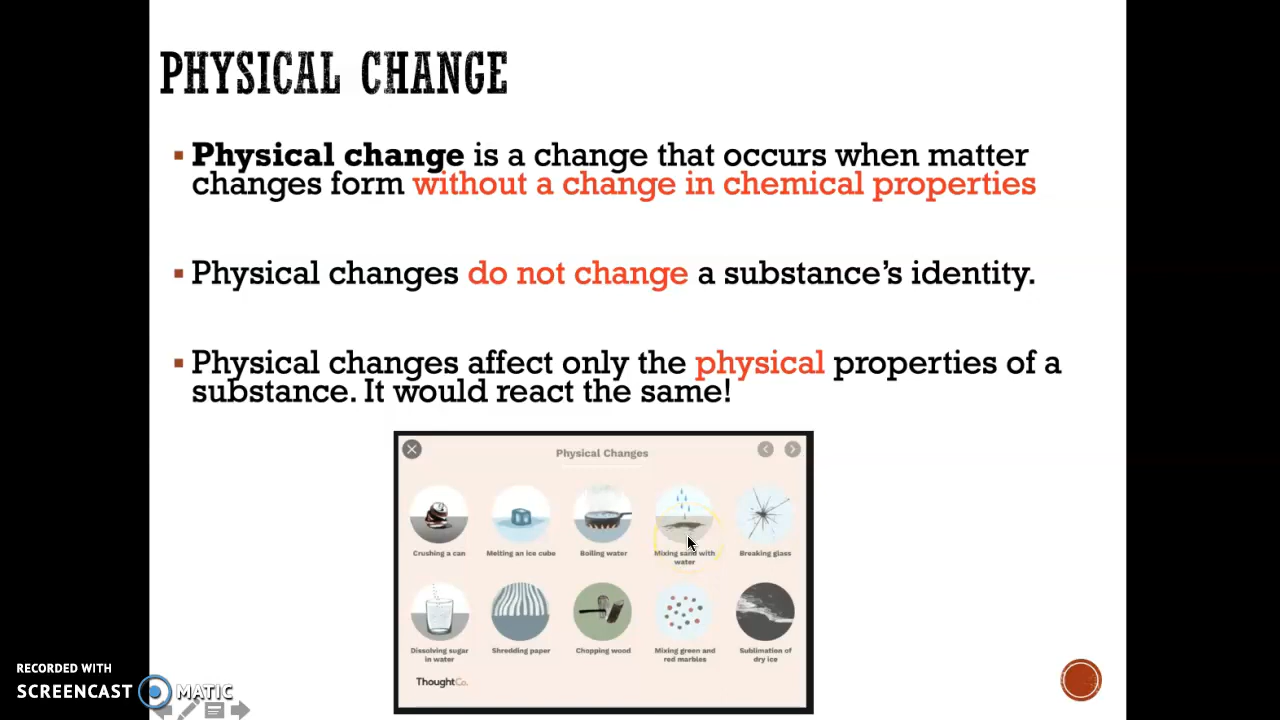 PHYSICAL CHANGE
Physical change is a change that occurs when matter
changes form without a change in chemical properties
Physical changes do not change a substance's identity.
Physical changes affect only the physical properties of a
substance. It would react the same!
Physical Changes
Crushing a can
Melting an ice cube
Boiling water
Mixing sand with
water
Breaking glass
Dissolving sugar
in water
Shredding paper
Chopping wood
Mixing green and
red marbles
Sublimation of
dry ice
ThoughtCo.
RECORDED WITH
SCREENCAST MATIC